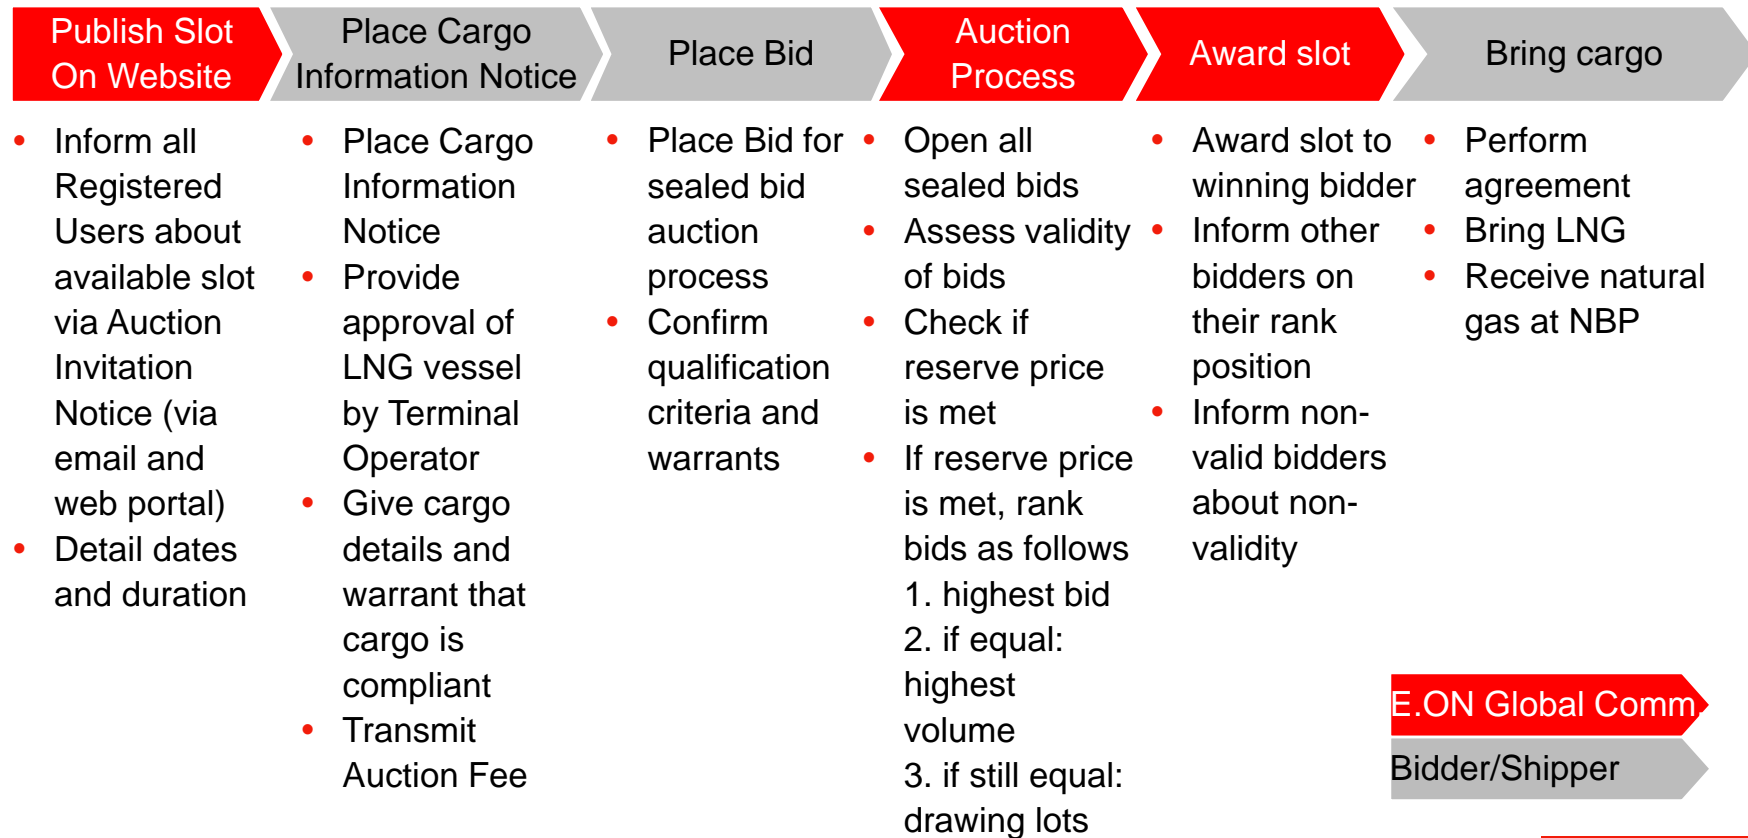 Publish Slot
On Website
Place Cargo
Information Notice
Place Bid
Auction
Process
Award slot
Bring cargo
• Inform all
Registered
Users about
available slot
via Auction
Invitation
Notice (via
email and
web portal)
• Detail dates
and duration
• Place Cargo
Information
Notice
• Provide
approval of
LNG vessel
by Terminal
Operator
• Give cargo
details and
warrant that
cargo is
compliant
• Transmit
Auction Fee
• Place Bid for
sealed bid
auction
process
• Confirm
qualification
criteria and
warrants
• Open all
sealed bids
• Assess validity
of bids
• Check if
reserve price
is met
• If reserve price
is met, rank
bids as follows
1. highest bid
2. if equal:
highest
volume
3. if still equal:
drawing lots
• Award slot to
winning bidder
• Inform other
bidders on
their rank
position
• Inform non-
valid bidders
about non-
validity
• Perform
agreement
• Bring LNG
• Receive natural
gas at NBP
E.ON Global Comm.
Bidder/Shipper